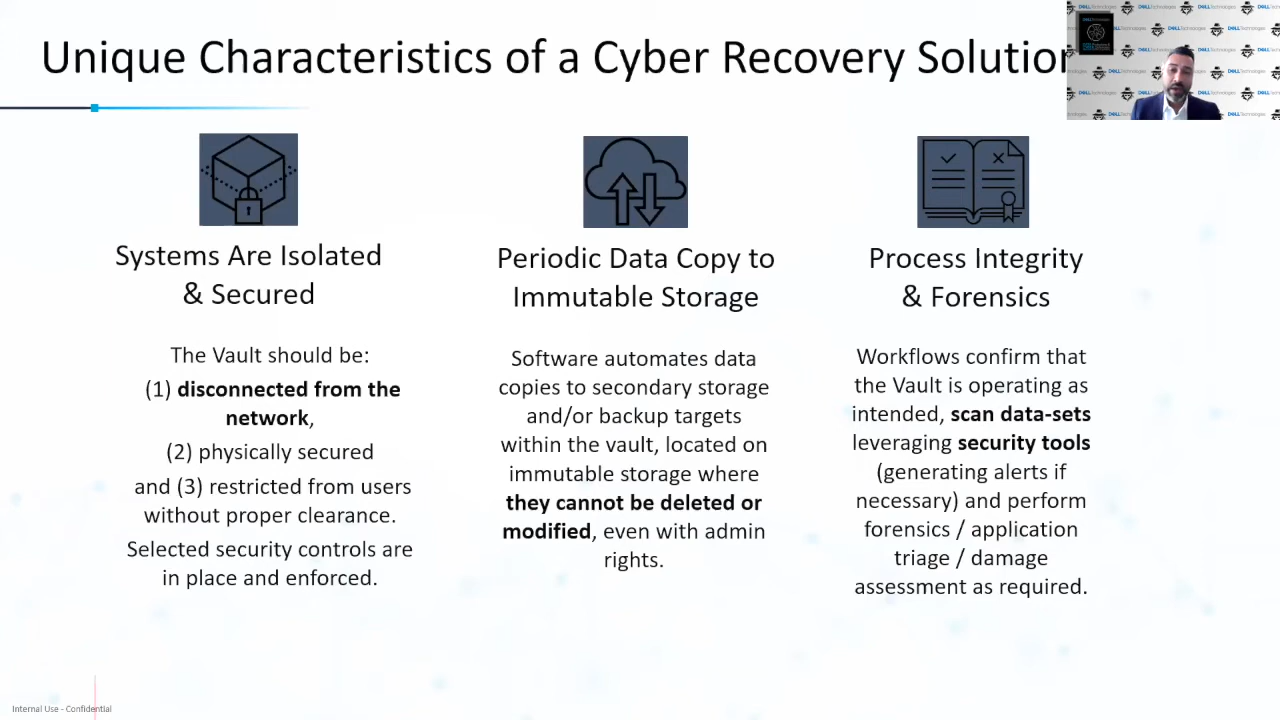 Unique Characteristics of a Cyber Recovery Solution
DELLTechnologies
DELLTechnologies
DELLTechnologies
DELLTechnologies
Systems Are Isolated
& Secured
The Vault should be:
(1) disconnected from the
network,
(2) physically secured
and (3) restricted from users
without proper clearance.
Selected security controls are
in place and enforced.
Periodic Data Copy to
Immutable Storage
Software automates data
copies to secondary storage
and/or backup targets
within the vault, located on
immutable storage where
they cannot be deleted or
modified, even with admin
rights.
Process Integrity
& Forensics
Workflows confirm that
the Vault is operating as
intended, scan data-sets
leveraging security tools
(generating alerts if
necessary) and perform
forensics / application
triage / damage
assessment as required.
Internal Use - Confidential